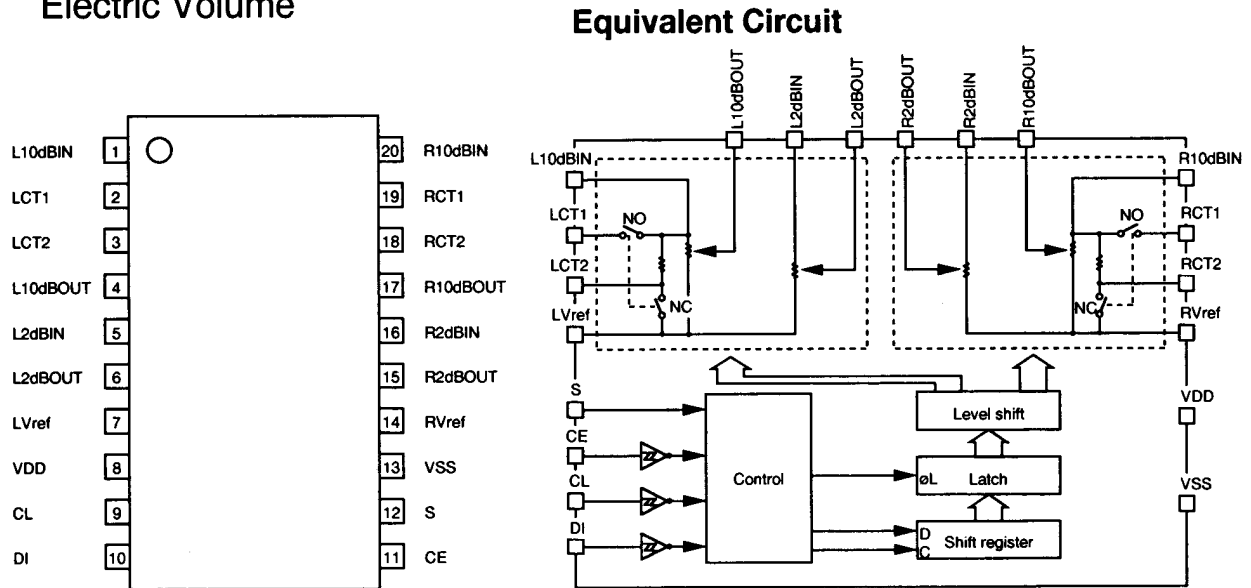 Electric Volume
Equivalent Circuit
L10dBIN 1
LCT1 2
LCT2 3
L10dBOUT 4
L2dBIN 5
L2dBOUT 6
LVref 7
VDD 8
CL 9
DI 10
20 R10dBIN
19 RCT1
18 RCT2
17 R10dBOUT
16 R2dBIN
15 R2dBOUT
14 RVref
13 VSS
12 S
11 CE
L10dBOUT
L2dBIN
L2dBOUT
R2dBOUT
R2dBIN
R10dBOUT
L10dBIN
LCT1
LCT2
LVref
NO
NC
NO
NC
R10dBIN
RCT1
RCT2
RVref
S
CE
CL
DI
Control
Level shift
øL Latch
D
C
Shift register
VDD
VSS